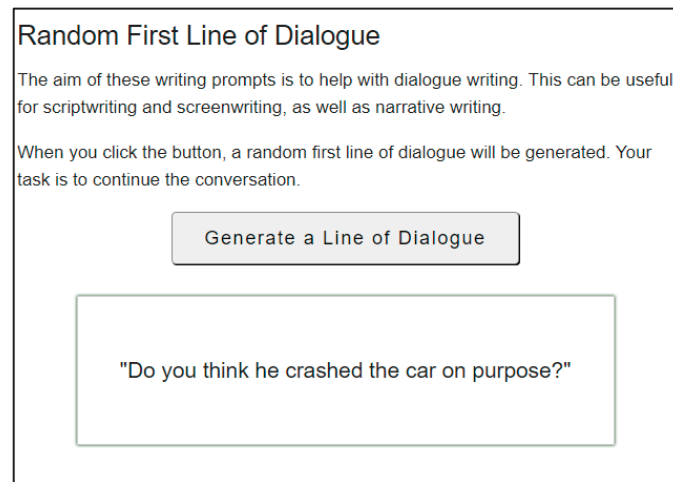 Random First Line of Dialogue
The aim of these writing prompts is to help with dialogue writing. This can be useful
for scriptwriting and screenwriting, as well as narrative writing.
When you click the button, a random first line of dialogue will be generated. Your
task is to continue the conversation.
Generate a Line of Dialogue
"Do you think he crashed the car on purpose?"